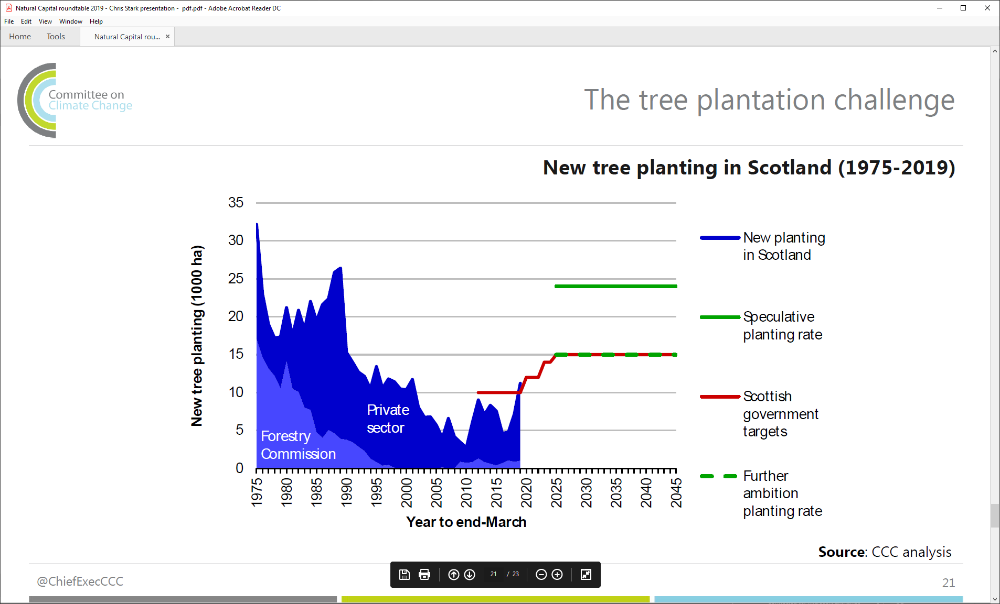 Natural Capital roundtable 2019 - Chris Stark presentation -  pdf.pdf - Adobe Acrobat Reader DC
File Edit View Window Help
Home Tools Natural Capital rou... ×
Committee on
Climate Change
The tree plantation challenge
New tree planting in Scotland (1975-2019)
New tree planting (1000 ha)
35
30
25
20
15
10
5
0
Private
sector
Forestry
Commission
1975 1980 1985 1990 1995 2000 2005 2010 2015 2020 2025 2030 2035 2040 2045
Year to end-March
New planting
in Scotland
Speculative
planting rate
Scottish
government
targets
Further
ambition
planting rate
Source: CCC analysis
@ChiefExecCCC
21 / 23
21